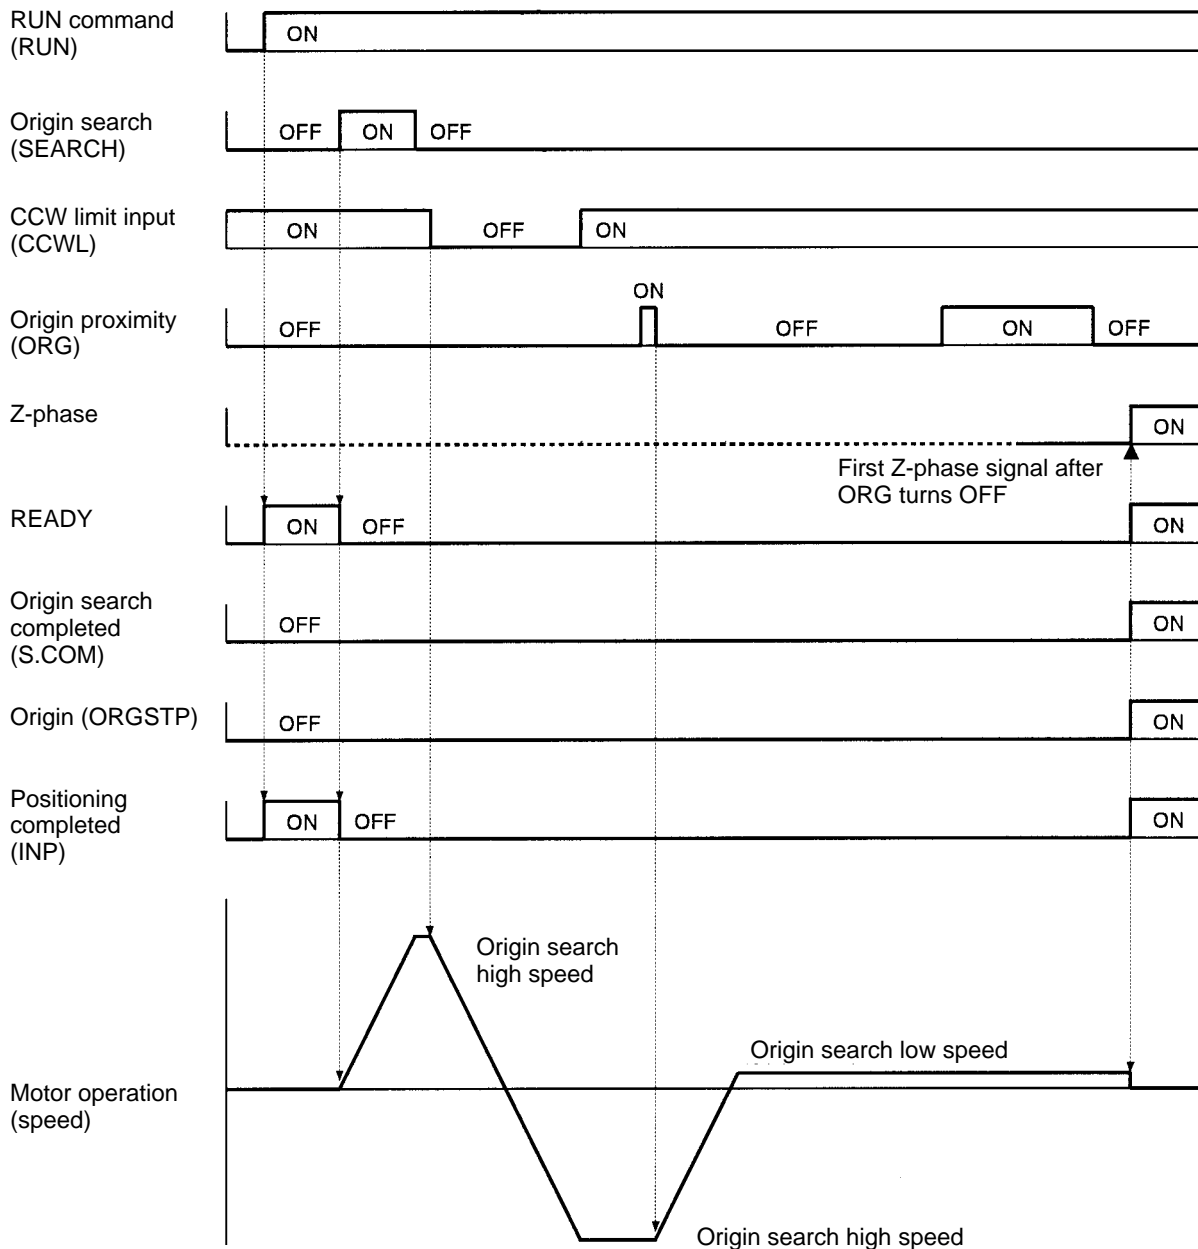 RUN command
(RUN)
ON
Origin search
(SEARCH)
OFF ON OFF
CCW limit input
(CCWL)
ON OFF ON
Origin proximity
(ORG)
OFF ON OFF ON OFF
Z-phase
ON
First Z-phase signal after
ORG turns OFF
READY
ON OFF ON
Origin search
completed
(S.COM)
OFF ON
Origin (ORGSTP)
OFF ON
Positioning
completed
(INP)
ON OFF ON
Origin search
high speed
Origin search low speed
Motor operation
(speed)
Origin search high speed